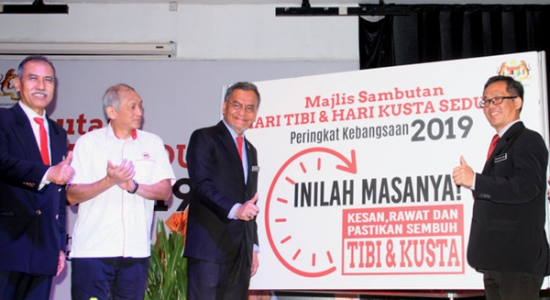 Majlis Sambutan
HARI TIBI & HARI KUSTA SEDU
Peringkat Kebangsaan 2019
INILAH MASANYA!
KESAN, RAWAT DAN
PASTIKAN SEMBUH
TIBI & KUSTA